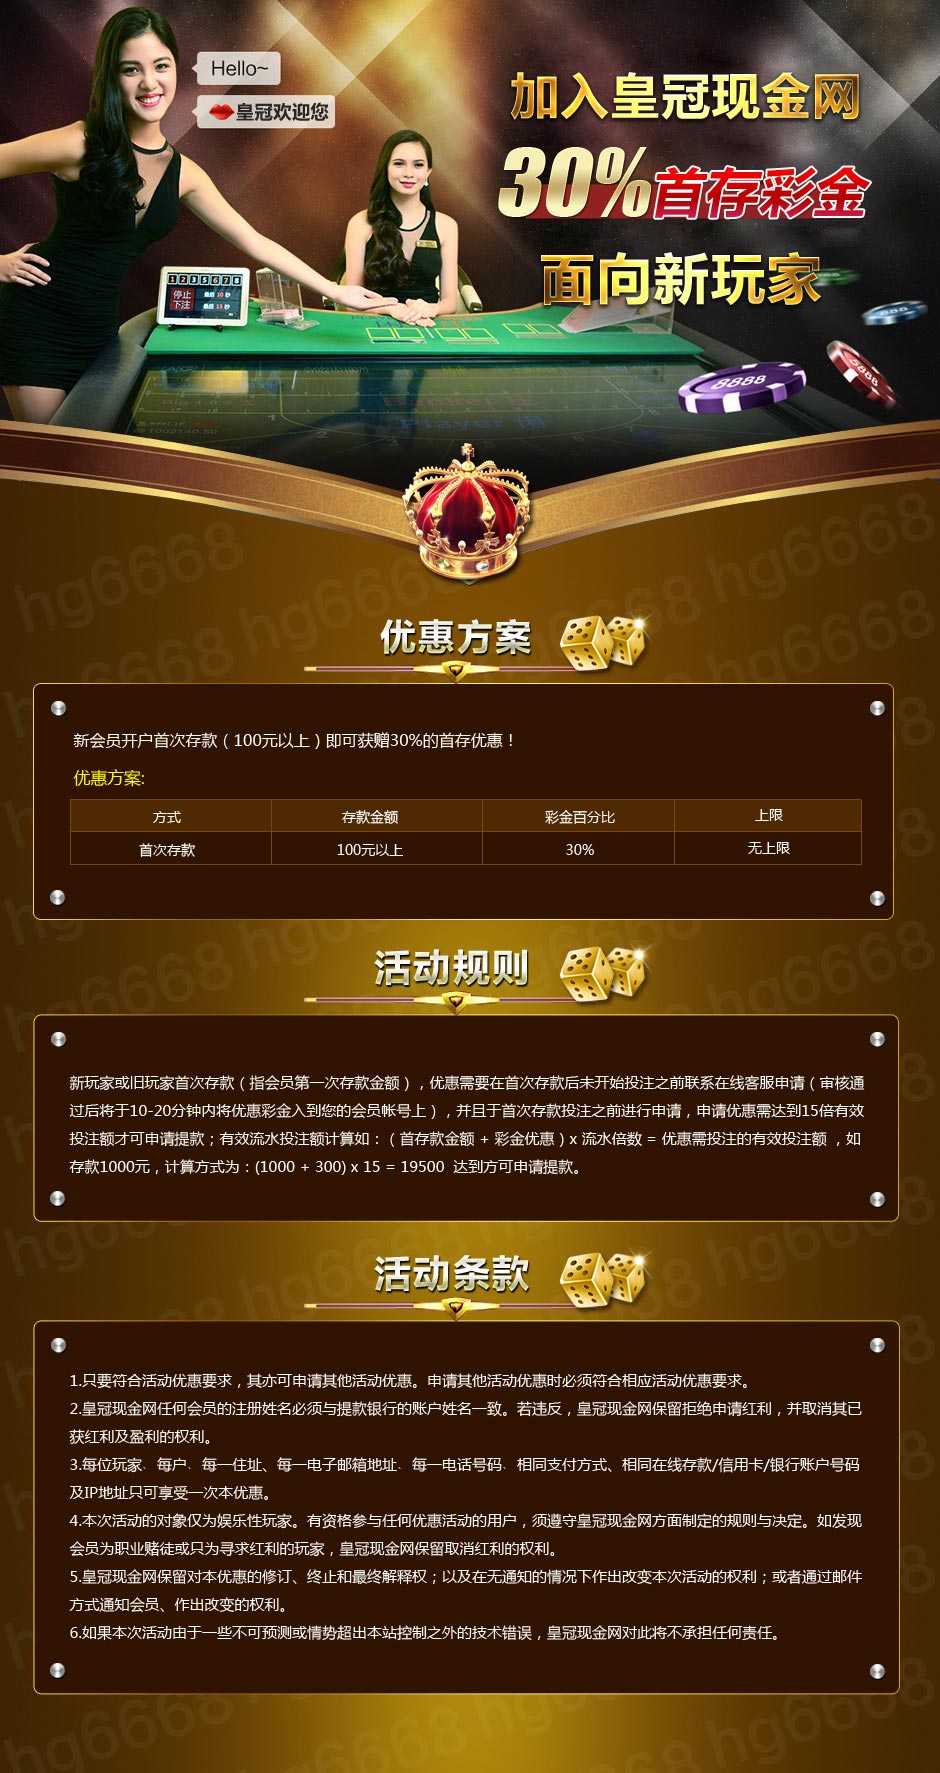 Hello~
皇冠欢迎您
加入皇冠现金网
30%首存彩金
面向新玩家
1 2 3 5 6 7 8
停止
下注
最后 10 秒
最后 15 秒
8888
8888
Banker 庄
Player 闲
优惠方案
新会员开户首次存款（100元以上）即可获赠30%的首存优惠！
优惠方案:
方式 存款金额 彩金百分比 上限
首次存款 100元以上 30% 无上限
活动规则
新玩家或旧玩家首次存款（指会员第一次存款金额），优惠需要在首次存款后未开始投注之前联系在线客服申请（审核通
过后将于10-20分钟内将优惠彩金入到您的会员帐号上），并且于首次存款投注之前进行申请，申请优惠需达到15倍有效
投注额才可申请提款；有效流水投注额计算如：（首存款金额 + 彩金优惠）x 流水倍数 = 优惠需投注的有效投注额 ，如
存款1000元，计算方式为：(1000 + 300) x 15 = 19500 达到方可申请提款。
活动条款
1.只要符合活动优惠要求，其亦可申请其他活动优惠。申请其他活动优惠时必须符合相应活动优惠要求。
2.皇冠现金网任何会员的注册姓名必须与提款银行的账户姓名一致。若违反，皇冠现金网保留拒绝申请红利，并取消其已
获红利及盈利的权利。
3.每位玩家、每户、每一住址、每一电子邮箱地址、每一电话号码、相同支付方式、相同在线存款/信用卡/银行账户号码
及IP地址只可享受一次本优惠。
4.本次活动的对象仅为娱乐性玩家。有资格参与任何优惠活动的用户，须遵守皇冠现金网方面制定的规则与决定。如发现
会员为职业赌徒或只为寻求红利的玩家，皇冠现金网保留取消红利的权利。
5.皇冠现金网保留对本优惠的修订、终止和最终解释权；以及在无通知的情况下作出改变本次活动的权利；或者通过邮件
方式通知会员、作出改变的权利。
6.如果本次活动由于一些不可预测或情势超出本站控制之外的技术错误，皇冠现金网对此将不承担任何责任。
hg6668